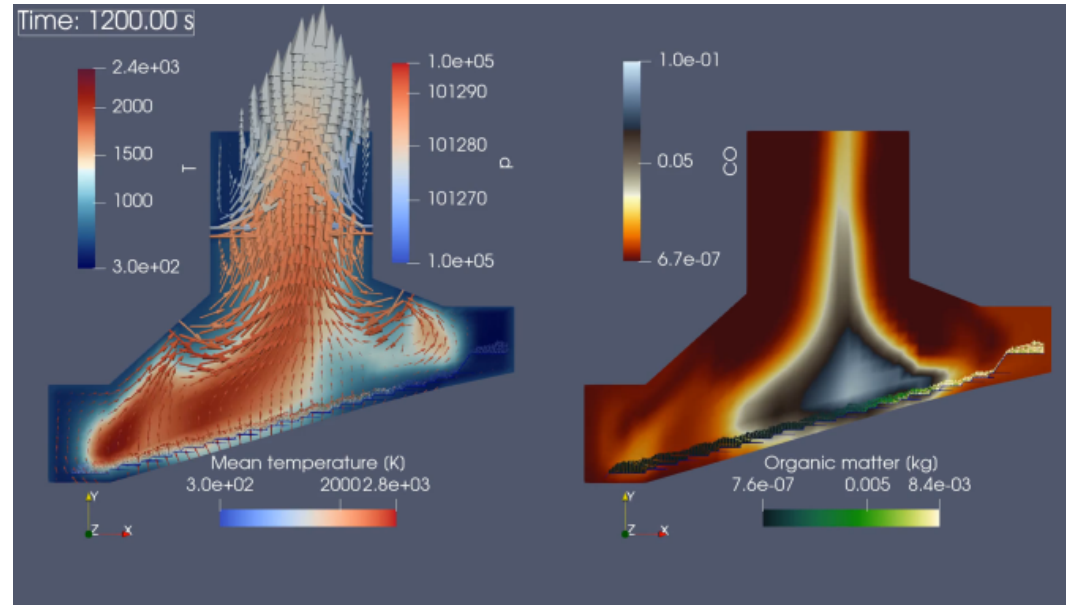 Time: 1200.00 s
2.4e+03
2000
1500
1000
3.0e+02
T
1.0e+05
101290
101280
101270
1.0e+05
p
1.0e-01
0.05
6.7e-07
CO
Mean temperature (K)
3.0e+02 2000 2.8e+03
Organic matter (kg)
7.6e-07 0.005 8.4e-03
Y
Z X
Y
Z X